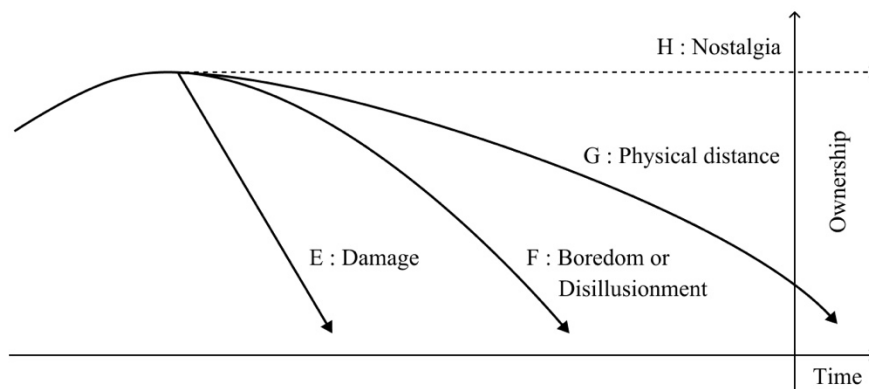 H : Nostalgia
G : Physical distance
Ownership
E : Damage
F : Boredom or
Disillusionment
Time